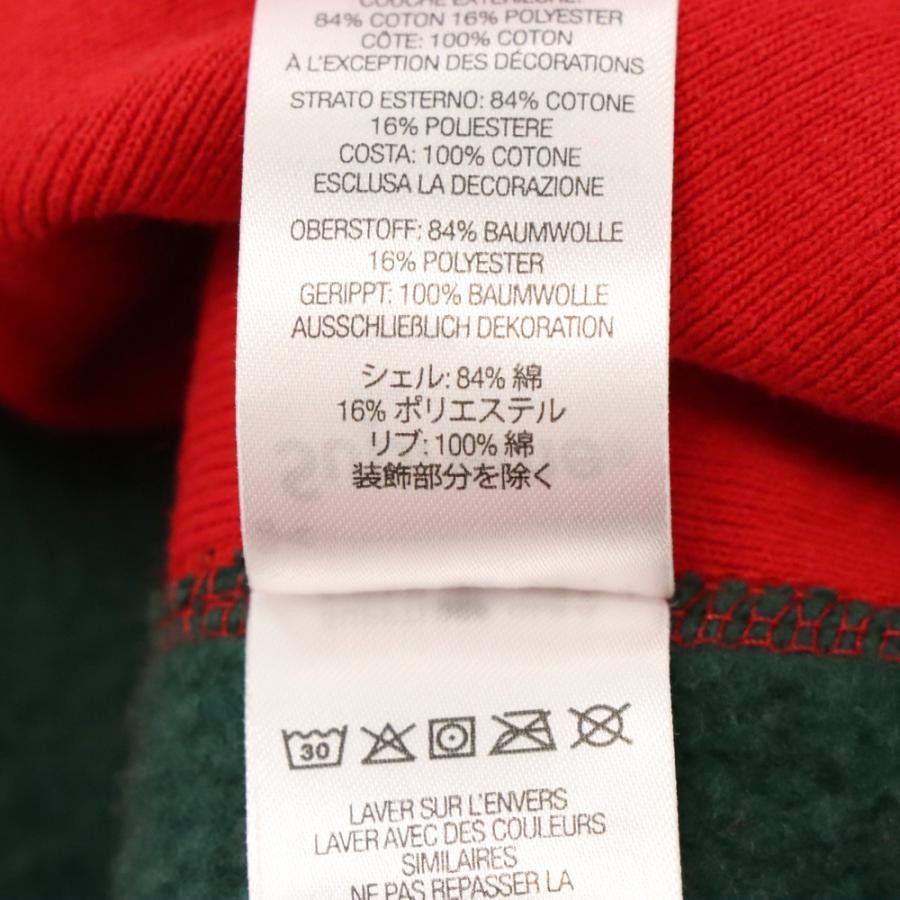 COUCHE EXTÉRIEURE:
84% COTON 16% POLYESTER
CÔTE: 100% COTON
À L'EXCEPTION DES DÉCORATIONS
STRATO ESTERNO: 84% COTONE
16% POLIESTERE
COSTA: 100% COTONE
ESCLUSA LA DECORAZIONE
OBERSTOFF: 84% BAUMWOLLE
16% POLYESTER
GERIPPT: 100% BAUMWOLLE
AUSSCHLIEßLICH DEKORATION
シェル: 84% 綿
16% ポリエステル
リブ: 100% 綿
装飾部分を除く
30
LAVER SUR L'ENVERS
LAVER AVEC DES COULEURS
SIMILAIRES
NE PAS REPASSER LA